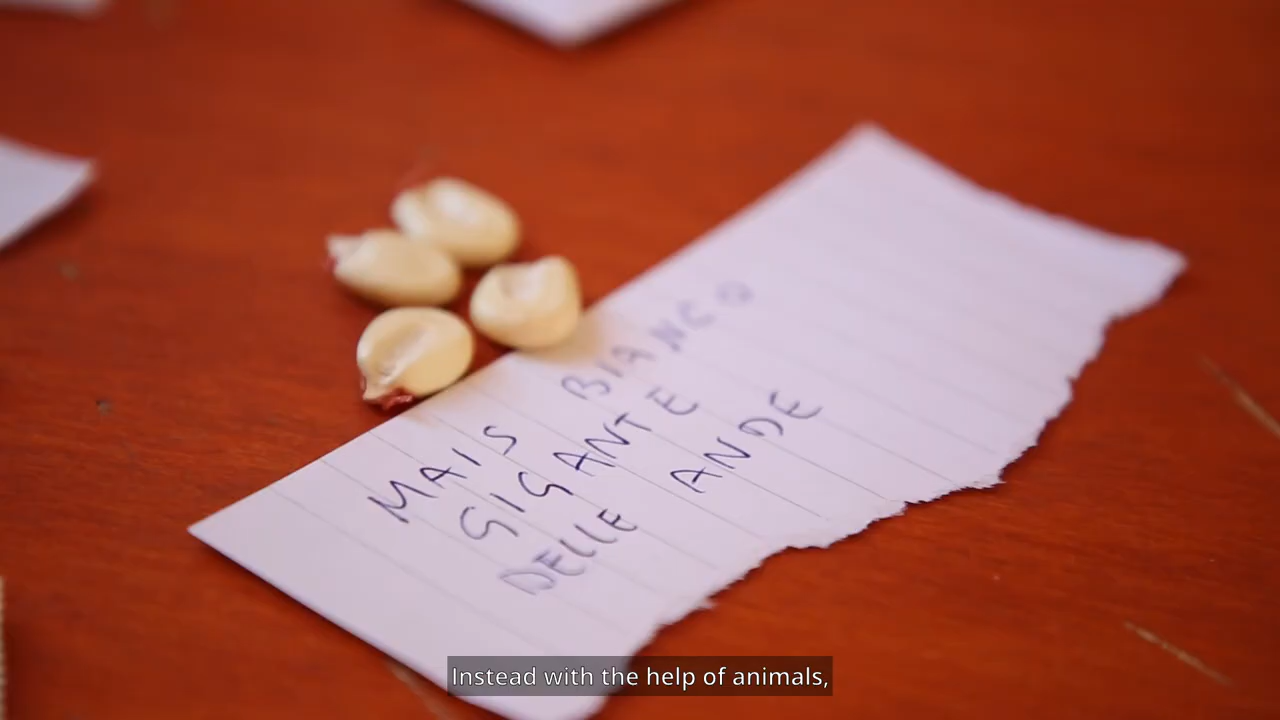 MAIS BIANCO
GIGANTE
DELLE ANDE
Instead with the help of animals,